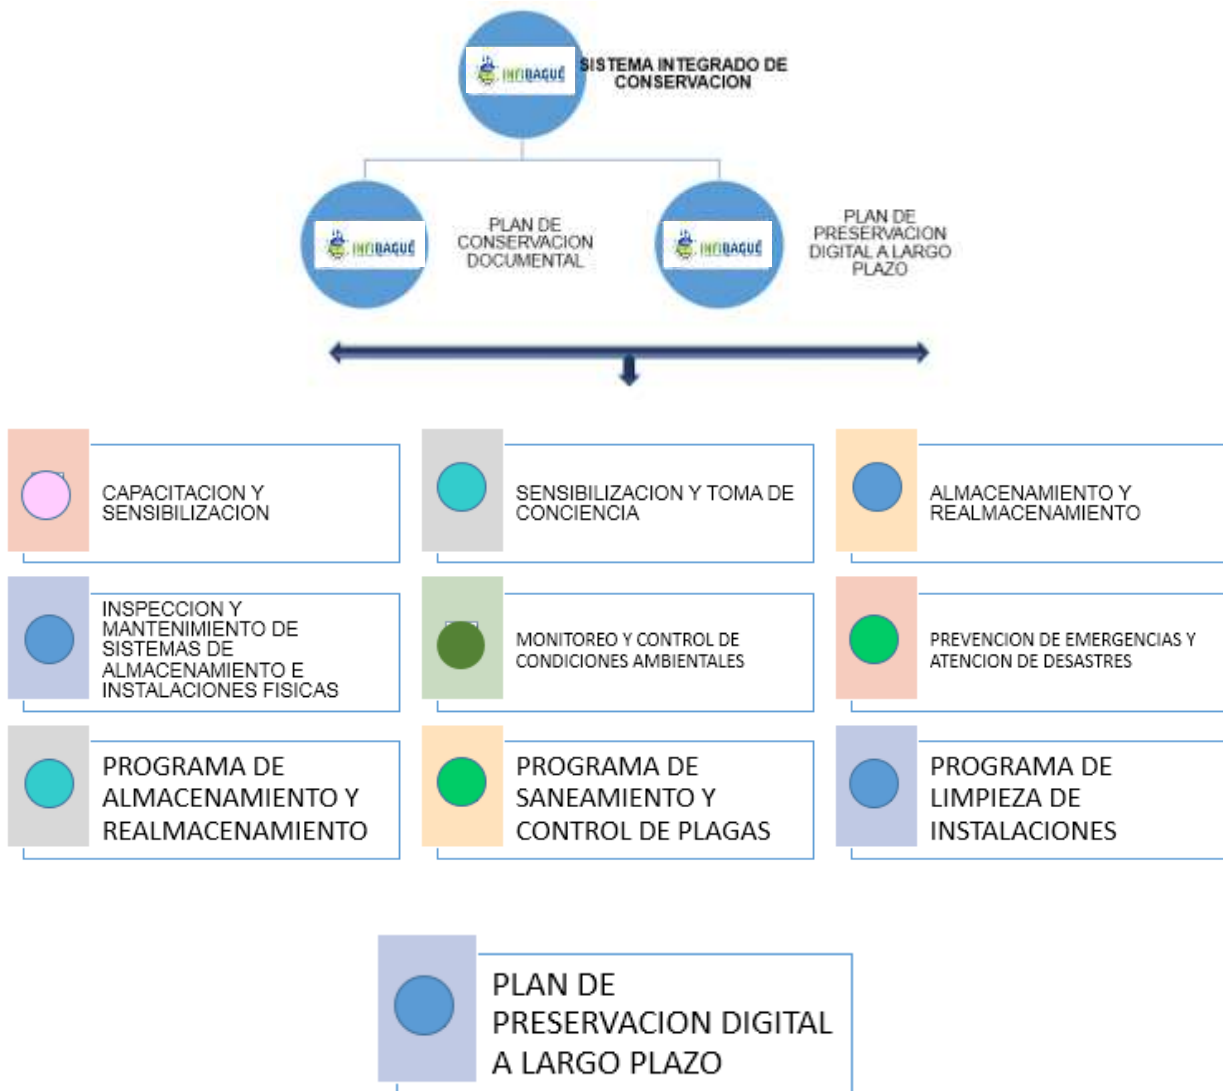 INFIBAGUÉ
SISTEMA INTEGRADO DE
CONSERVACION
INFIBAGUÉ
PLAN DE
CONSERVACION
DOCUMENTAL
INFIBAGUÉ
PLAN DE
PRESERVACION
DIGITAL A LARGO
PLAZO
CAPACITACION Y
SENSIBILIZACION
SENSIBILIZACION Y TOMA DE
CONCIENCIA
ALMACENAMIENTO Y
REALMACENAMIENTO
INSPECCION Y
MANTENIMIENTO DE
SISTEMAS DE
ALMACENAMIENTO E
INSTALACIONES FISICAS
MONITOREO Y CONTROL DE
CONDICIONES AMBIENTALES
PREVENCION DE EMERGENCIAS Y
ATENCION DE DESASTRES
PROGRAMA DE
ALMACENAMIENTO Y
REALMACENAMIENTO
PROGRAMA DE
SANEAMIENTO Y
CONTROL DE PLAGAS
PROGRAMA DE
LIMPIEZA DE
INSTALACIONES
PLAN DE
PRESERVACION DIGITAL
A LARGO PLAZO